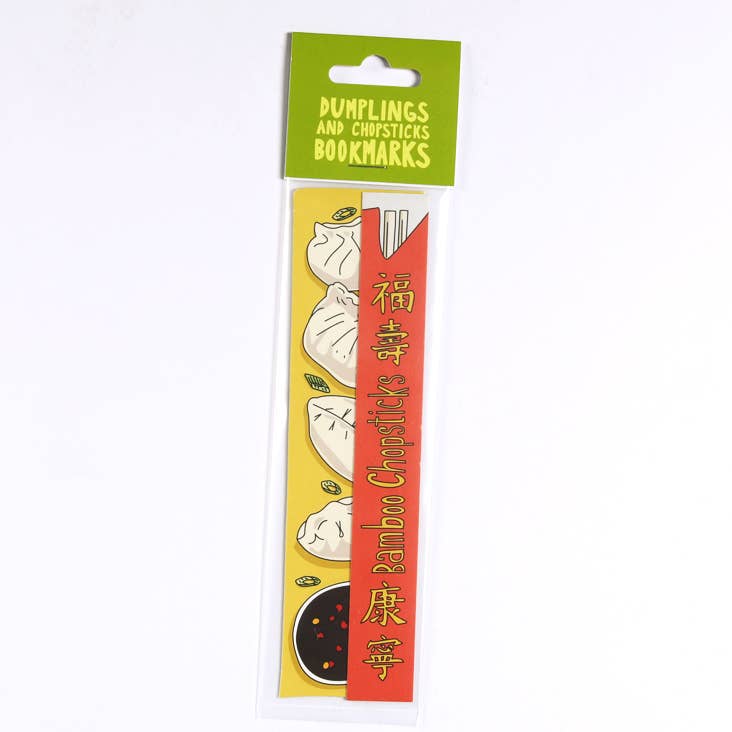 DUMPLINGS
AND CHOPSTICKS
BOOKMARKS
福
壽
Bamboo Chopsticks
康
寧